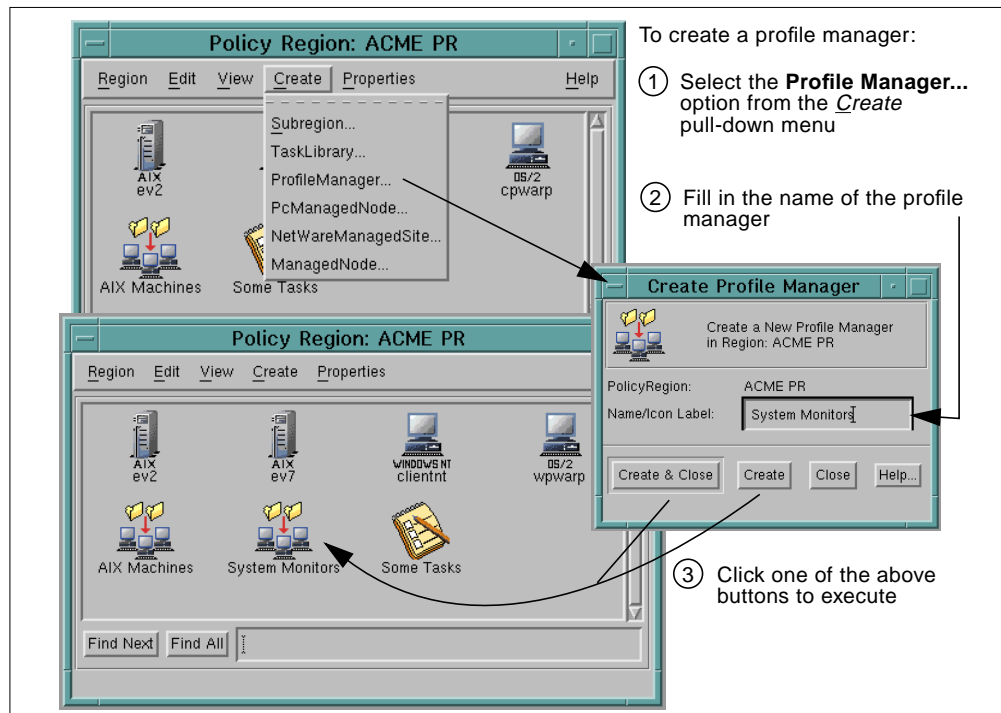 Policy Region: ACME PR
Region Edit View Create Properties Help
Subregion...
TaskLibrary...
ProfileManager...
PcManagedNode...
NetWareManagedSite...
ManagedNode...
AIX
ev2
OS/2
cpwarp
AIX Machines
Some Tasks
To create a profile manager:
1 Select the Profile Manager...
option from the Create
pull-down menu
2 Fill in the name of the profile
manager
Create Profile Manager
Create a New Profile Manager
in Region: ACME PR
PolicyRegion: ACME PR
Name/Icon Label: System Monitors
Create & Close Create Close Help...
3 Click one of the above
buttons to execute
Policy Region: ACME PR
Region Edit View Create Properties
AIX
ev2
AIX
ev7
WINDOWS NT
clientnt
OS/2
wpwarp
AIX Machines
System Monitors
Some Tasks
Find Next Find All